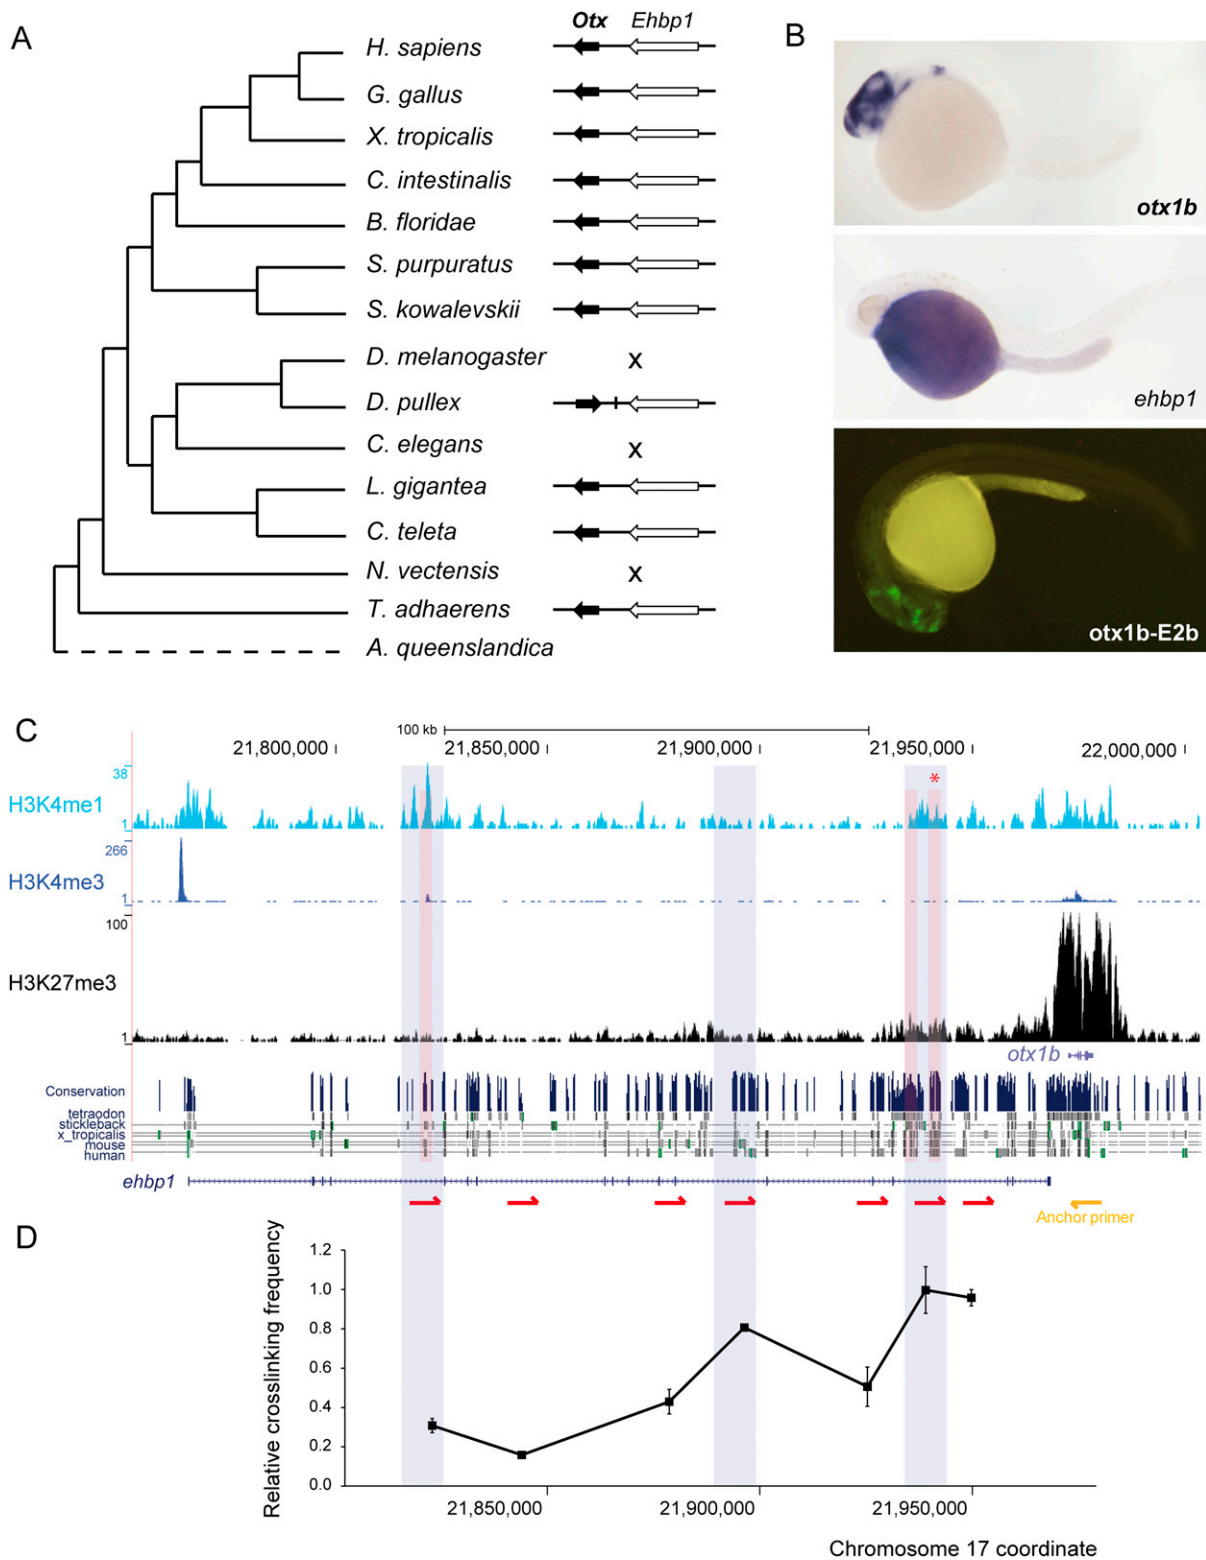 A
Otx Ehbp1
H. sapiens
G. gallus
X. tropicalis
C. intestinalis
B. floridae
S. purpuratus
S. kowalevskii
D. melanogaster x
D. pullex
C. elegans x
L. gigantea
C. teleta
N. vectensis x
T. adhaerens
A. queenslandica
B
otx1b
ehbp1
otx1b-E2b
C
100 kb
21,800,000 21,850,000 21,900,000 21,950,000 22,000,000
38
*
H3K4me1
1
266
H3K4me3
1
100
H3K27me3
1
otx1b
Conservation
tetraodon
stickleback
x_tropicalis
mouse
human
ehbp1
Anchor primer
D
Relative crosslinking frequency
1.2
1.0
0.8
0.6
0.4
0.2
0.0
21,850,000 21,900,000 21,950,000
Chromosome 17 coordinate